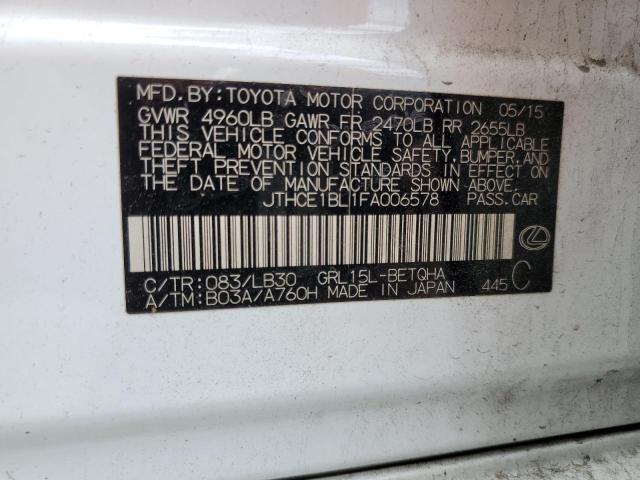 MFD. BY: TOYOTA MOTOR CORPORATION 05/15
GVWR 4960LB GAWR FR 2470LB RR 2655LB
THIS VEHICLE CONFORMS TO ALL APPLICABLE
FEDERAL MOTOR VEHICLE SAFETY, BUMPER, AND
THEFT PREVENTION STANDARDS IN EFFECT ON
THE DATE OF MANUFACTURE SHOWN ABOVE.
JTHCE1BL1FA006578 PASS. CAR
C/TR: 083/LB30 GRL15L-BETQHA
A/TM: B03A/A760H MADE IN JAPAN 445 C